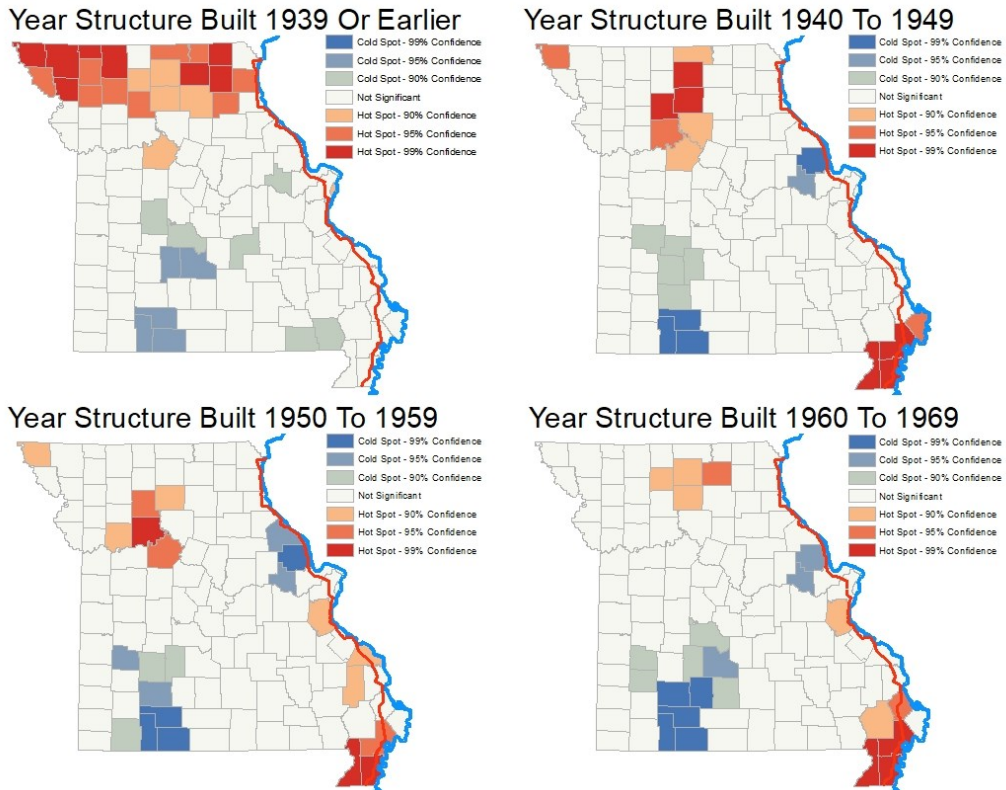 Year Structure Built 1939 Or Earlier
Cold Spot - 99% Confidence
Cold Spot - 95% Confidence
Cold Spot - 90% Confidence
Not Significant
Hot Spot - 90% Confidence
Hot Spot - 95% Confidence
Hot Spot - 99% Confidence
Year Structure Built 1940 To 1949
Cold Spot - 99% Confidence
Cold Spot - 95% Confidence
Cold Spot - 90% Confidence
Not Significant
Hot Spot - 90% Confidence
Hot Spot - 95% Confidence
Hot Spot - 99% Confidence
Year Structure Built 1950 To 1959
Cold Spot - 99% Confidence
Cold Spot - 95% Confidence
Cold Spot - 90% Confidence
Not Significant
Hot Spot - 90% Confidence
Hot Spot - 95% Confidence
Hot Spot - 99% Confidence
Year Structure Built 1960 To 1969
Cold Spot - 99% Confidence
Cold Spot - 95% Confidence
Cold Spot - 90% Confidence
Not Significant
Hot Spot - 90% Confidence
Hot Spot - 95% Confidence
Hot Spot - 99% Confidence